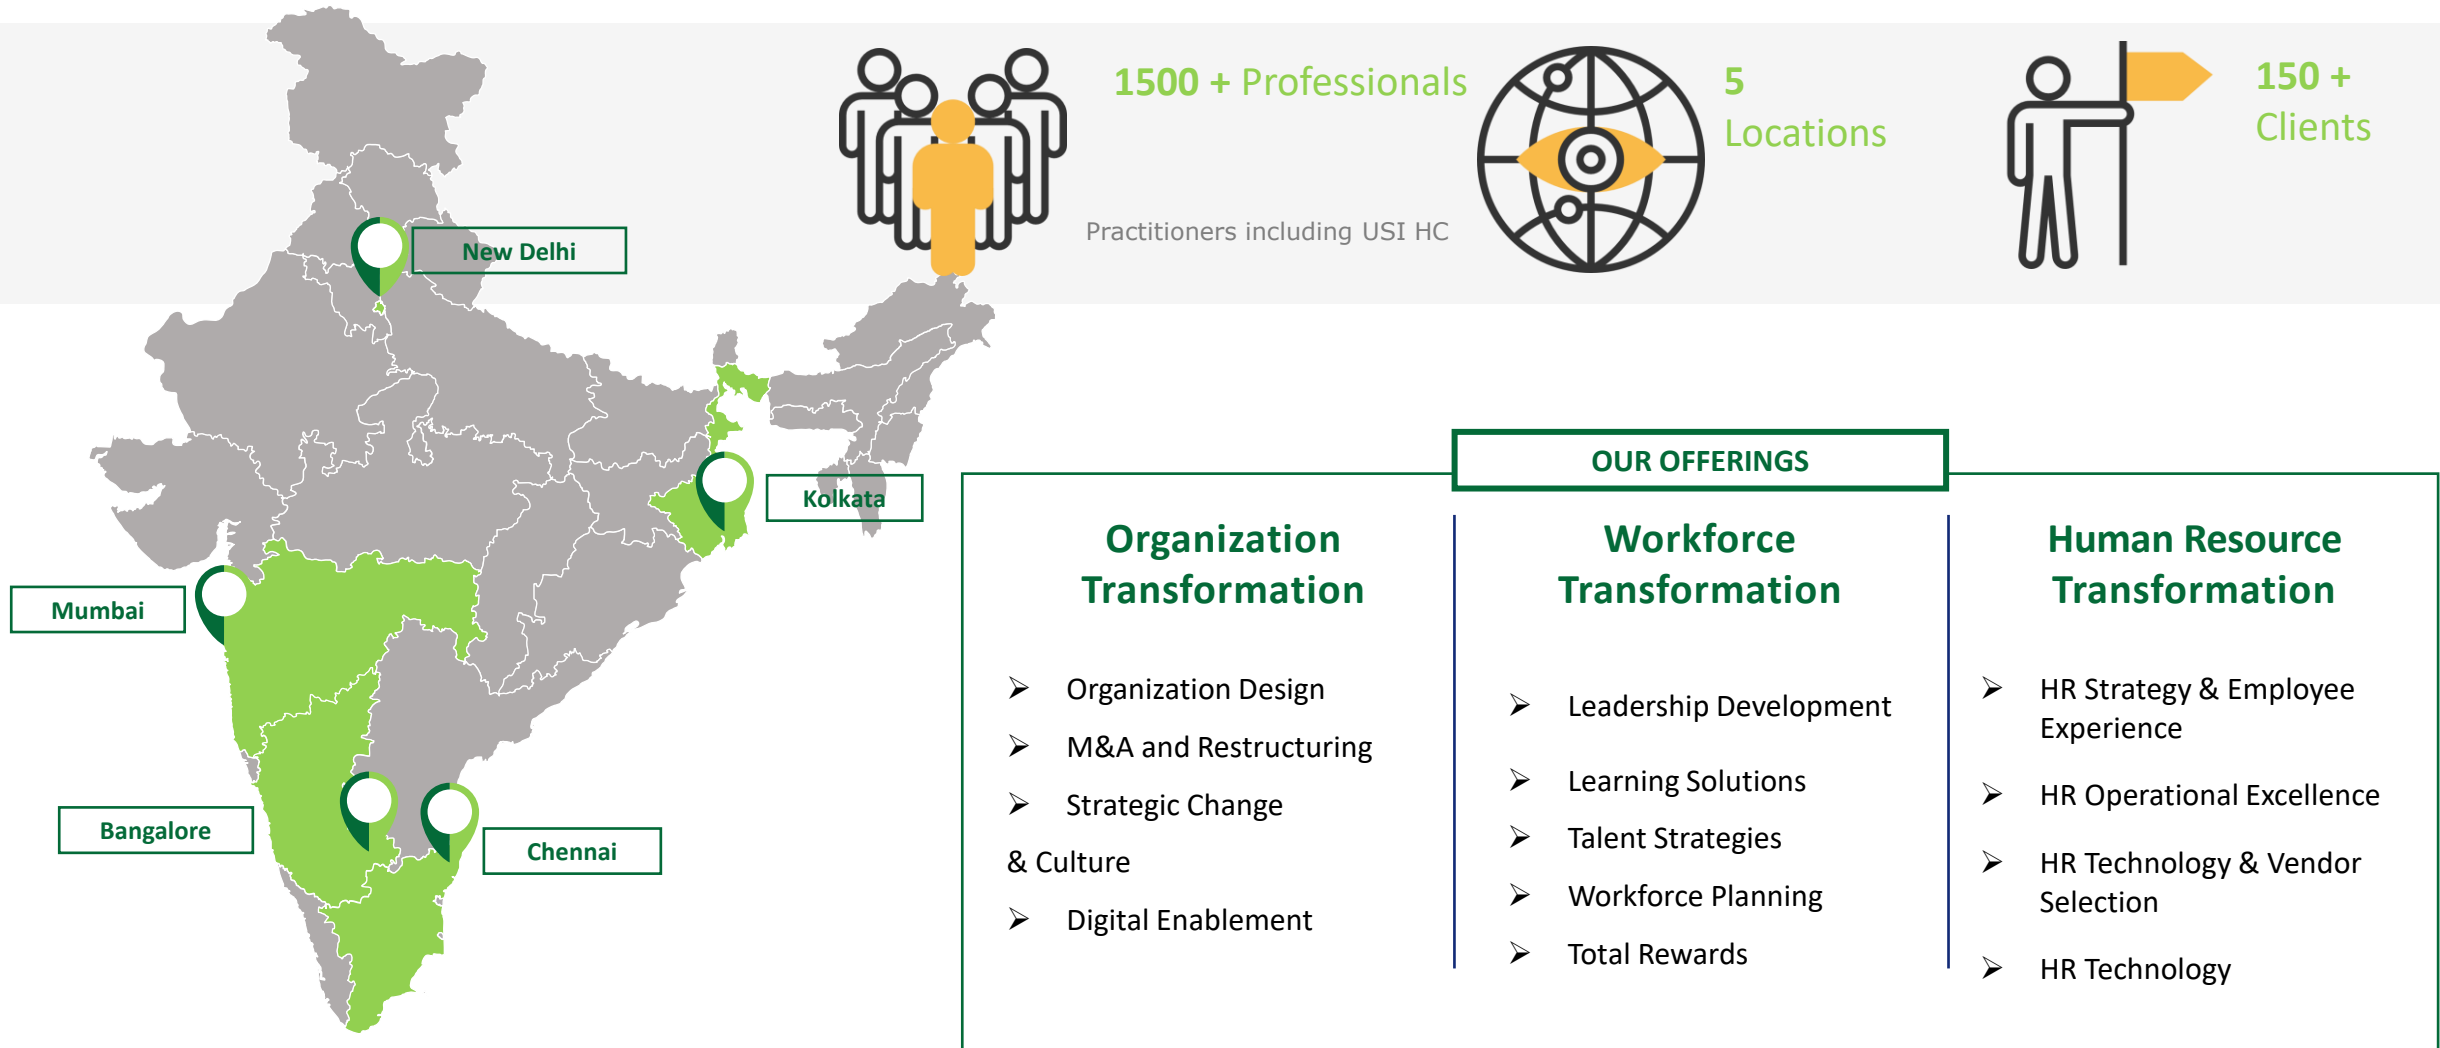 1500 + Professionals
Practitioners including USI HC
5
Locations
150 +
Clients
New Delhi
Kolkata
Mumbai
Bangalore
Chennai
OUR OFFERINGS
Organization
Transformation
➢ Organization Design
➢ M&A and Restructuring
➢ Strategic Change
& Culture
➢ Digital Enablement
Workforce
Transformation
➢ Leadership Development
➢ Learning Solutions
➢ Talent Strategies
➢ Workforce Planning
➢ Total Rewards
Human Resource
Transformation
➢ HR Strategy & Employee
Experience
➢ HR Operational Excellence
➢ HR Technology & Vendor
Selection
➢ HR Technology